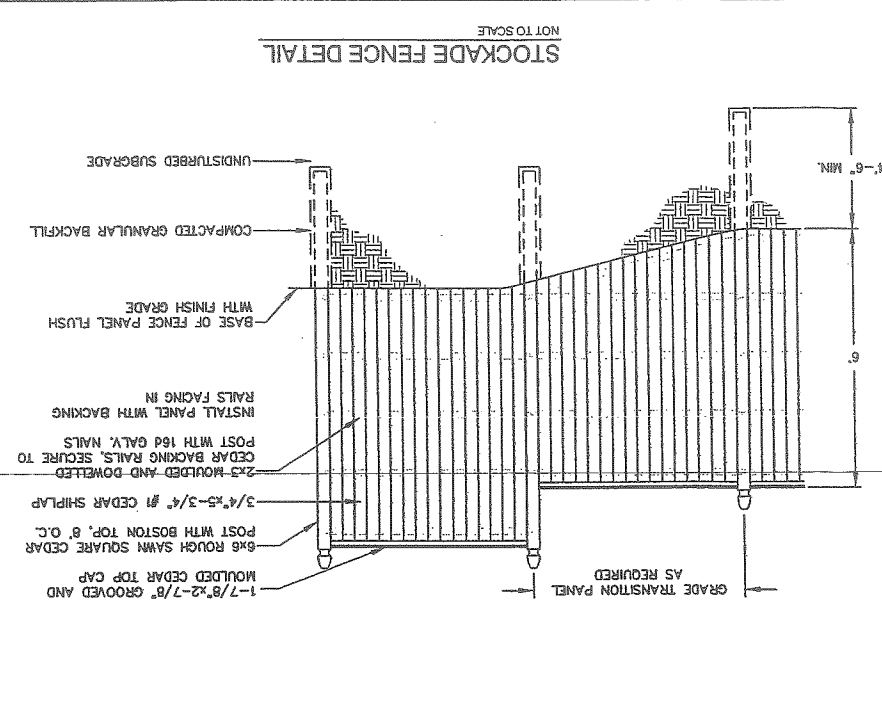 GRADE TRANSITION PANEL
AS REQUIRED
1-7/8"x2-7/8" GROOVED AND
MOULDED CEDAR TOP CAP
6x6 ROUGH SAWN SQUARE CEDAR
POST WITH BOSTON TOP, 8' O.C.
3/4"x5-3/4" #1 CEDAR SHIPLAP
2x3 MOULDED AND DOWELLED
CEDAR BACKING RAILS, SECURE TO
POST WITH 16d GALV. NAILS
INSTALL PANEL WITH BACKING
RAILS FACING IN
6'
BASE OF FENCE PANEL FLUSH
WITH FINISH GRADE
COMPACTED GRANULAR BACKFILL
'-6" MIN.
UNDISTURBED SUBGRADE
STOCKADE FENCE DETAIL
NOT TO SCALE